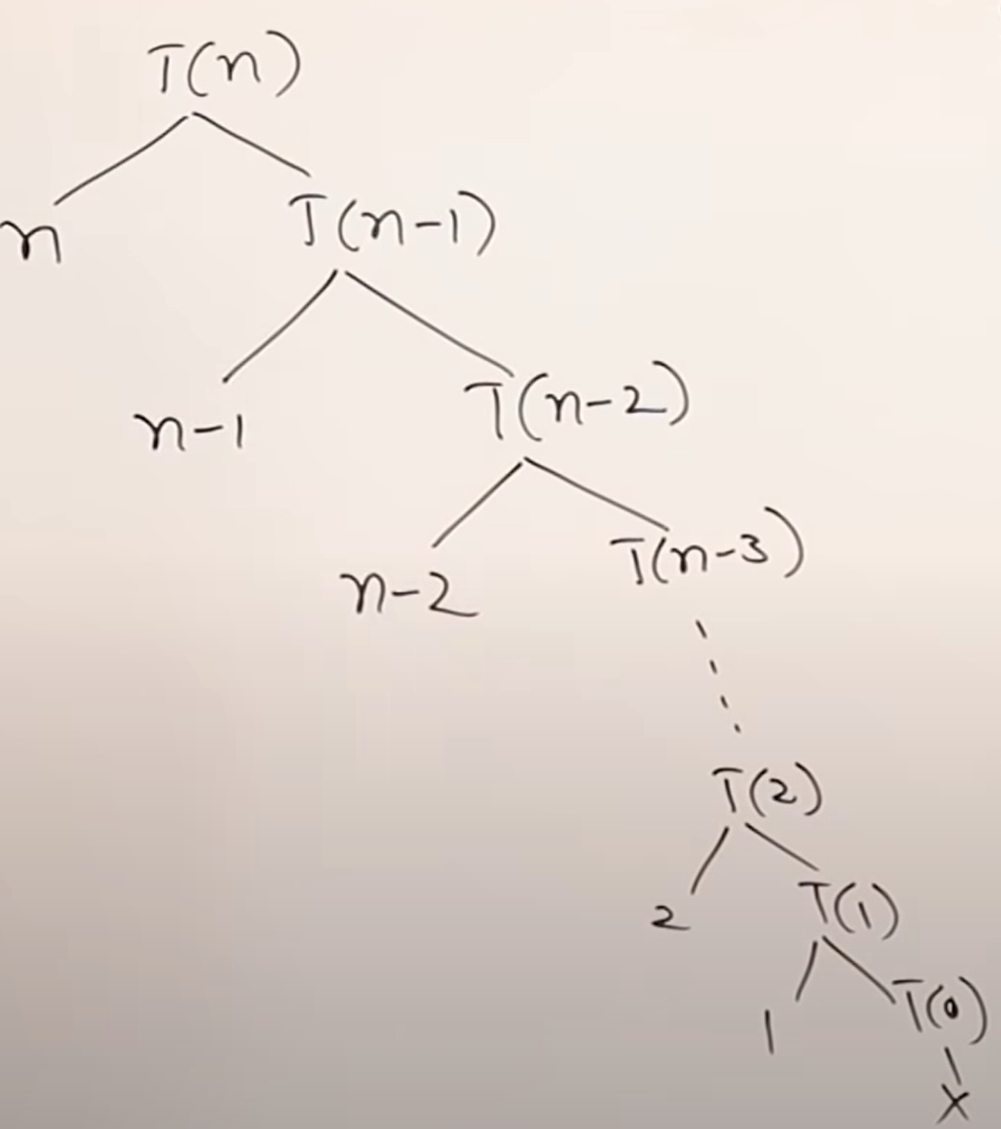 T(n)
n
T(n-1)
n-1
T(n-2)
n-2
T(n-3)
T(2)
2
T(1)
1
T(0)
X